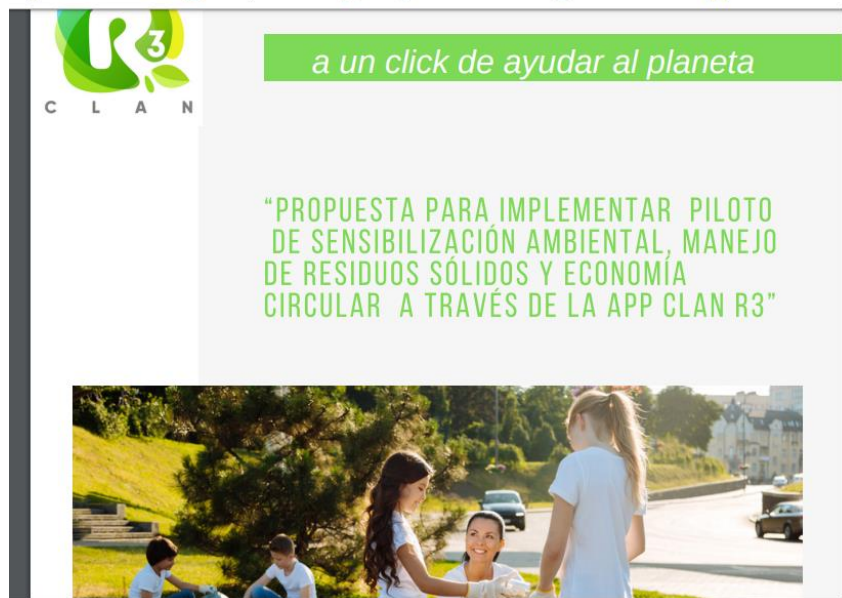 R3
CLAN
a un click de ayudar al planeta
“PROPUESTA PARA IMPLEMENTAR PILOTO
DE SENSIBILIZACIÓN AMBIENTAL, MANEJO
DE RESIDUOS SÓLIDOS Y ECONOMÍA
CIRCULAR A TRAVÉS DE LA APP CLAN R3”